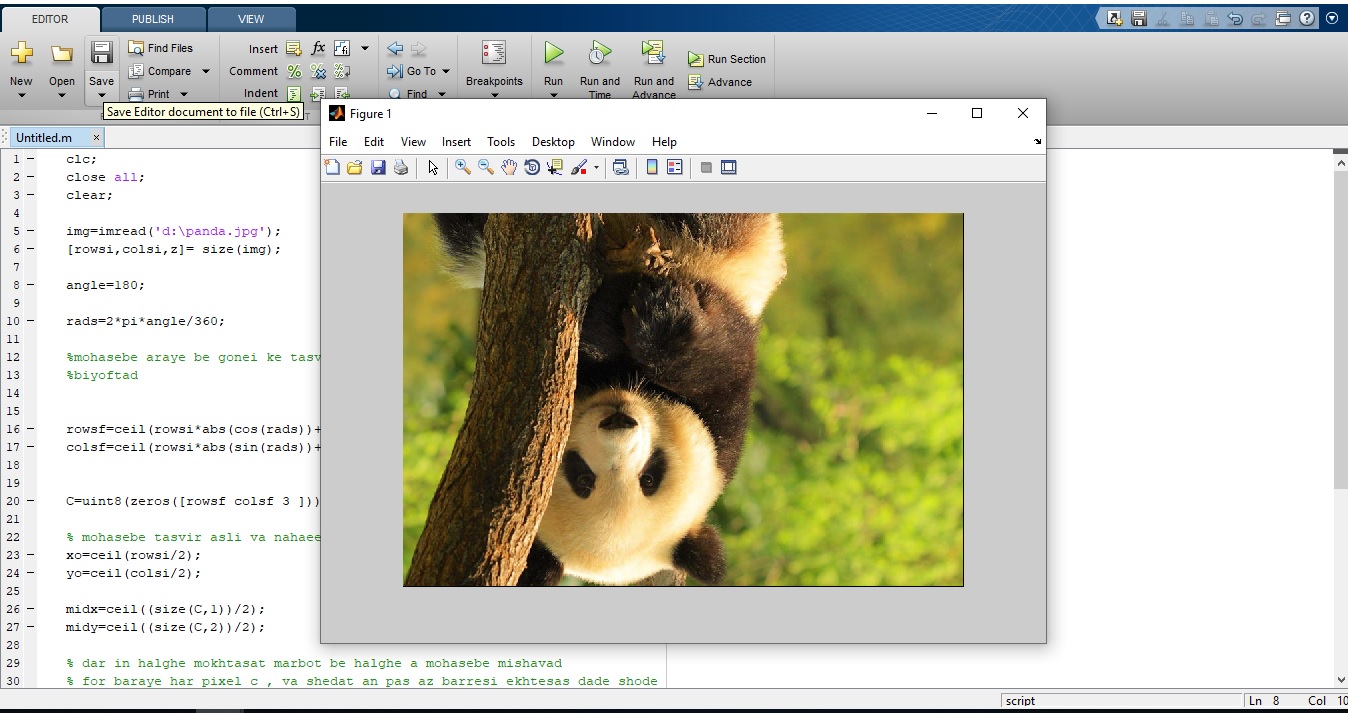 EDITOR PUBLISH VIEW
Find Files Insert fx
Compare Comment Go To Breakpoints Run Run and Time Run and Advance Run Section
New Open Save Print Indent Find Advance
Save Editor document to file (Ctrl+S)
Figure 1
File Edit View Insert Tools Desktop Window Help
Untitled.m
1 clc;
2 close all;
3 clear;
4
5 img=imread('d:\panda.jpg');
6 [rowsi,colsi,z]= size(img);
7
8 angle=180;
9
10 rads=2*pi*angle/360;
11
12 %mohasebe araye be gonei ke tasv
13 %biyoftad
14
15
16 rowsf=ceil(rowsi*abs(cos(rads))+
17 colsf=ceil(rowsi*abs(sin(rads))+
18
19
20 C=uint8(zeros([rowsf colsf 3 ]))
21
22 % mohasebe tasvir asli va nahaee
23 xo=ceil(rowsi/2);
24 yo=ceil(colsi/2);
25
26 midx=ceil((size(C,1))/2);
27 midy=ceil((size(C,2))/2);
28
29 % dar in halghe mokhtasat marbot be halghe a mohasebe mishavad
30 % for baraye har pixel c , va shedat an pas az barresi ekhtesas dade shode
script Ln 8 Col 10